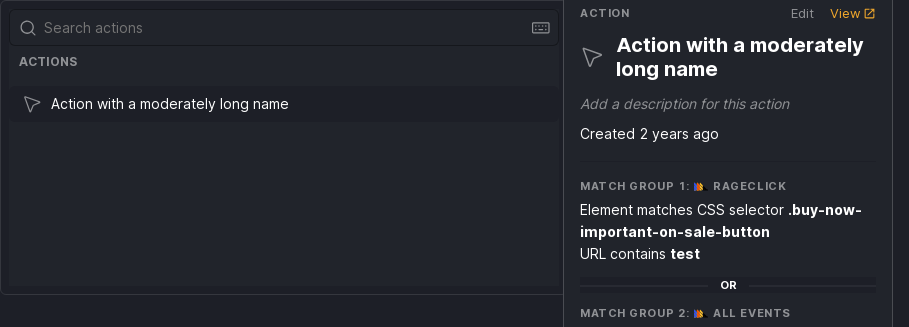 Search actions
ACTIONS
Action with a moderately long name
ACTION
Edit
View
Action with a moderately
long name
Add a description for this action
Created 2 years ago
MATCH GROUP 1: RAGECLICK
Element matches CSS selector .buy-now-
important-on-sale-button
URL contains test
OR
MATCH GROUP 2: ALL EVENTS